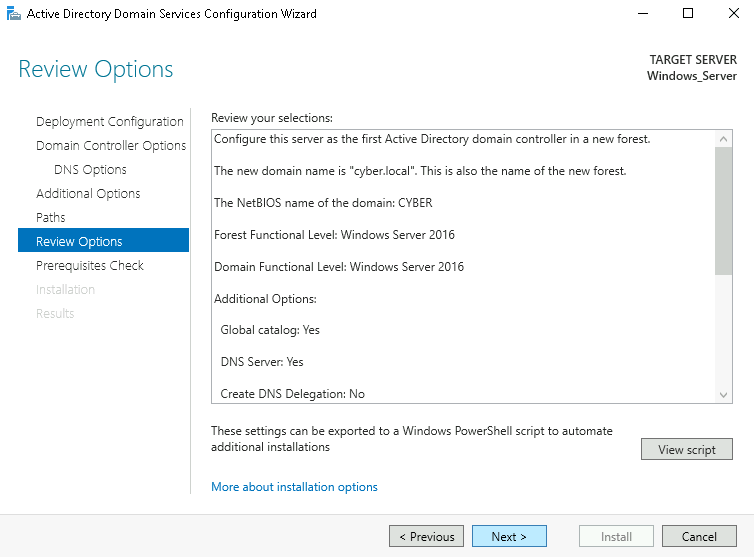 Active Directory Domain Services Configuration Wizard
Review Options
TARGET SERVER
Windows_Server
Deployment Configuration
Domain Controller Options
DNS Options
Additional Options
Paths
Review Options
Prerequisites Check
Installation
Results
Review your selections:
Configure this server as the first Active Directory domain controller in a new forest.
The new domain name is "cyber.local". This is also the name of the new forest.
The NetBIOS name of the domain: CYBER
Forest Functional Level: Windows Server 2016
Domain Functional Level: Windows Server 2016
Additional Options:
Global catalog: Yes
DNS Server: Yes
Create DNS Delegation: No
These settings can be exported to a Windows PowerShell script to automate
additional installations
View script
More about installation options
< Previous
Next >
Install
Cancel